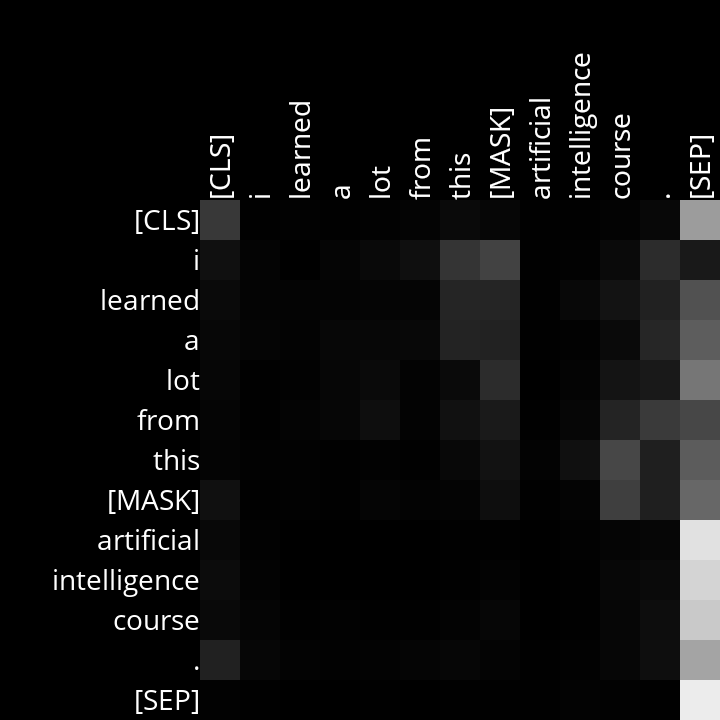 [CLS]
i
learned
a
lot
from
this
[MASK]
artificial
intelligence
course
.
[SEP]
[CLS]
i
learned
a
lot
from
this
[MASK]
artificial
intelligence
course
.
[SEP]